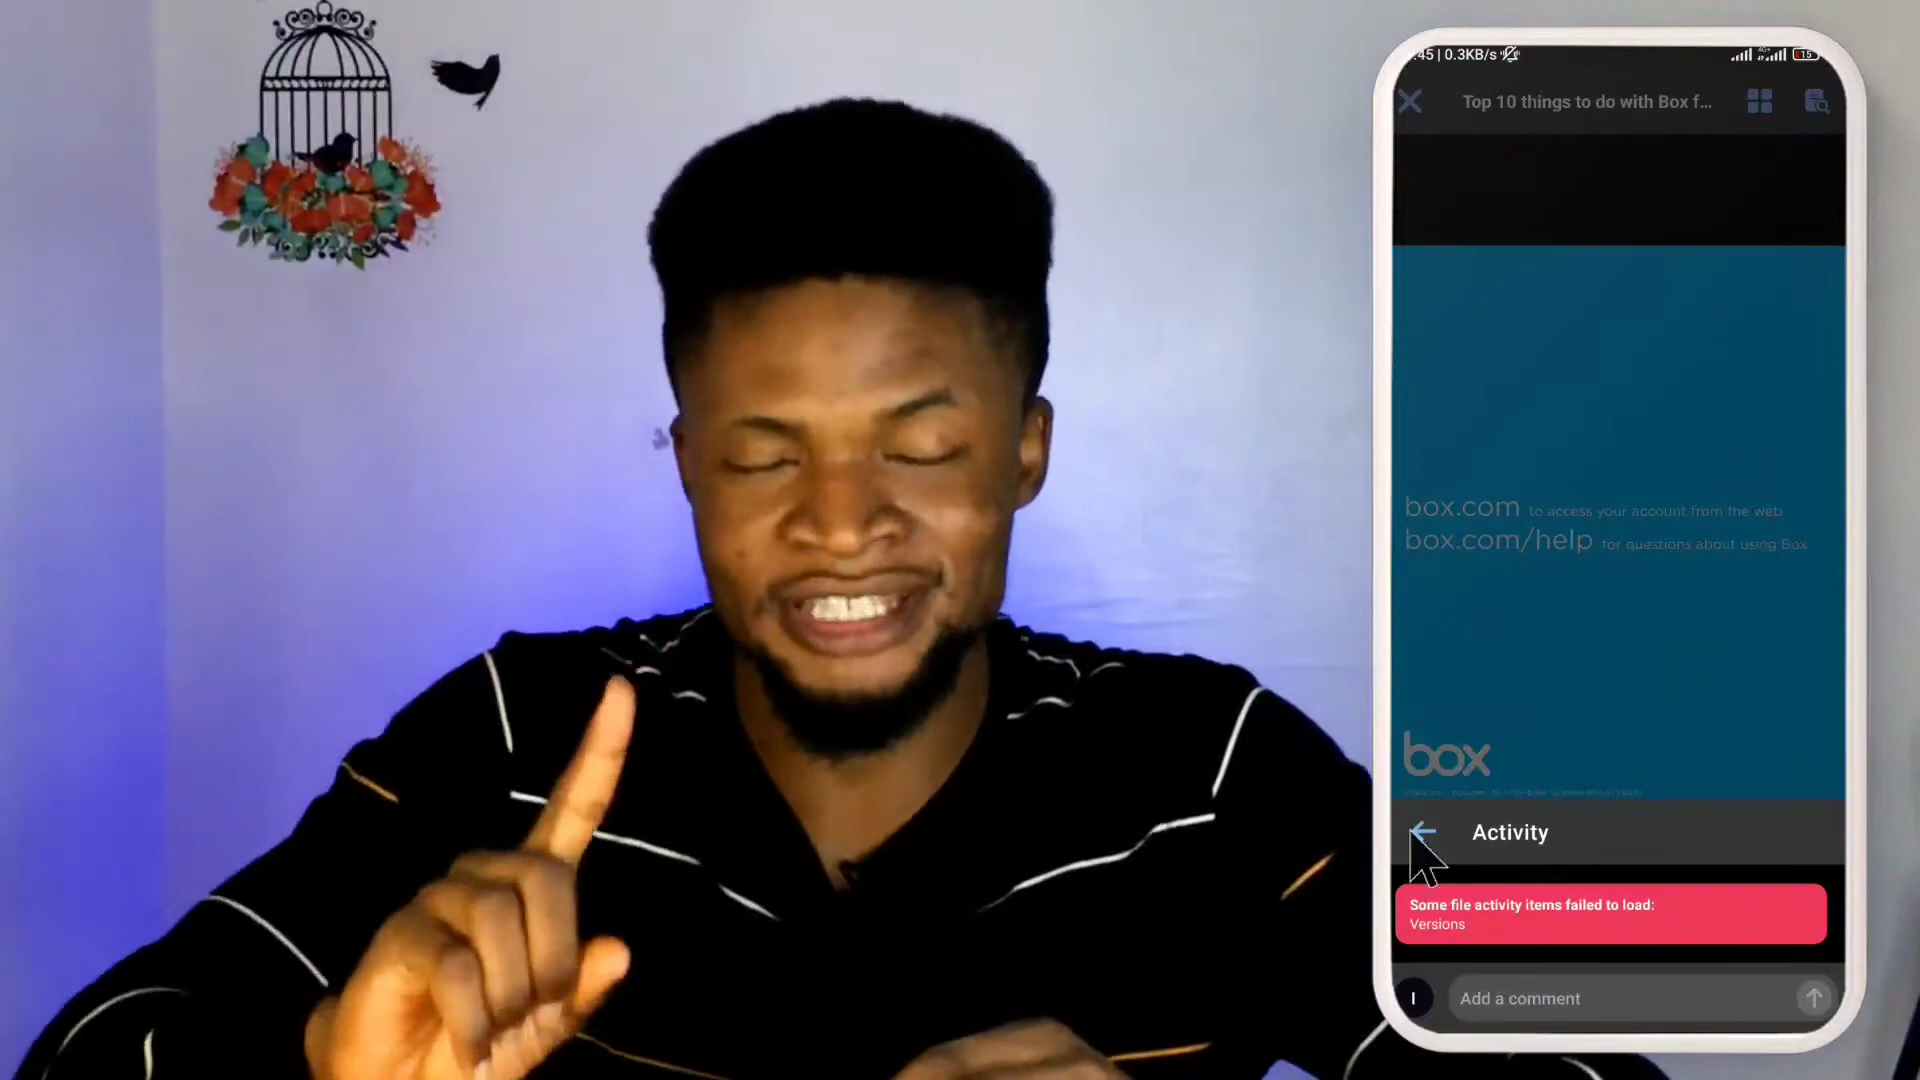 :45 | 0.3KB/s
4G+
15
Top 10 things to do with Box f...
box.com to access your account from the web
box.com/help for questions about using Box
box
Activity
Some file activity items failed to load:
Versions
I
Add a comment